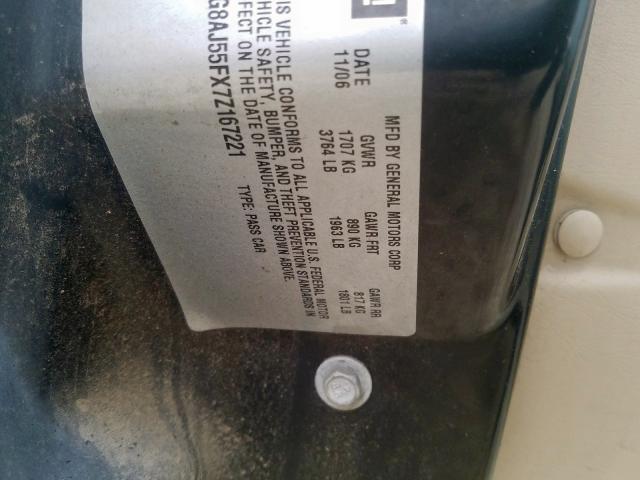 MFD BY GENERAL MOTORS CORP
DATE GVWR GAWR FRT GAWR RR
11/06 1707 KG 890 KG 817 KG
3764 LB 1963 LB 1801 LB
IS VEHICLE CONFORMS TO ALL APPLICABLE U.S. FEDERAL MOTOR
HICLE SAFETY, BUMPER, AND THEFT PREVENTION STANDARDS IN
FECT ON THE DATE OF MANUFACTURE SHOWN ABOVE.
G8AJ55FX7Z167221 TYPE: PASS CAR